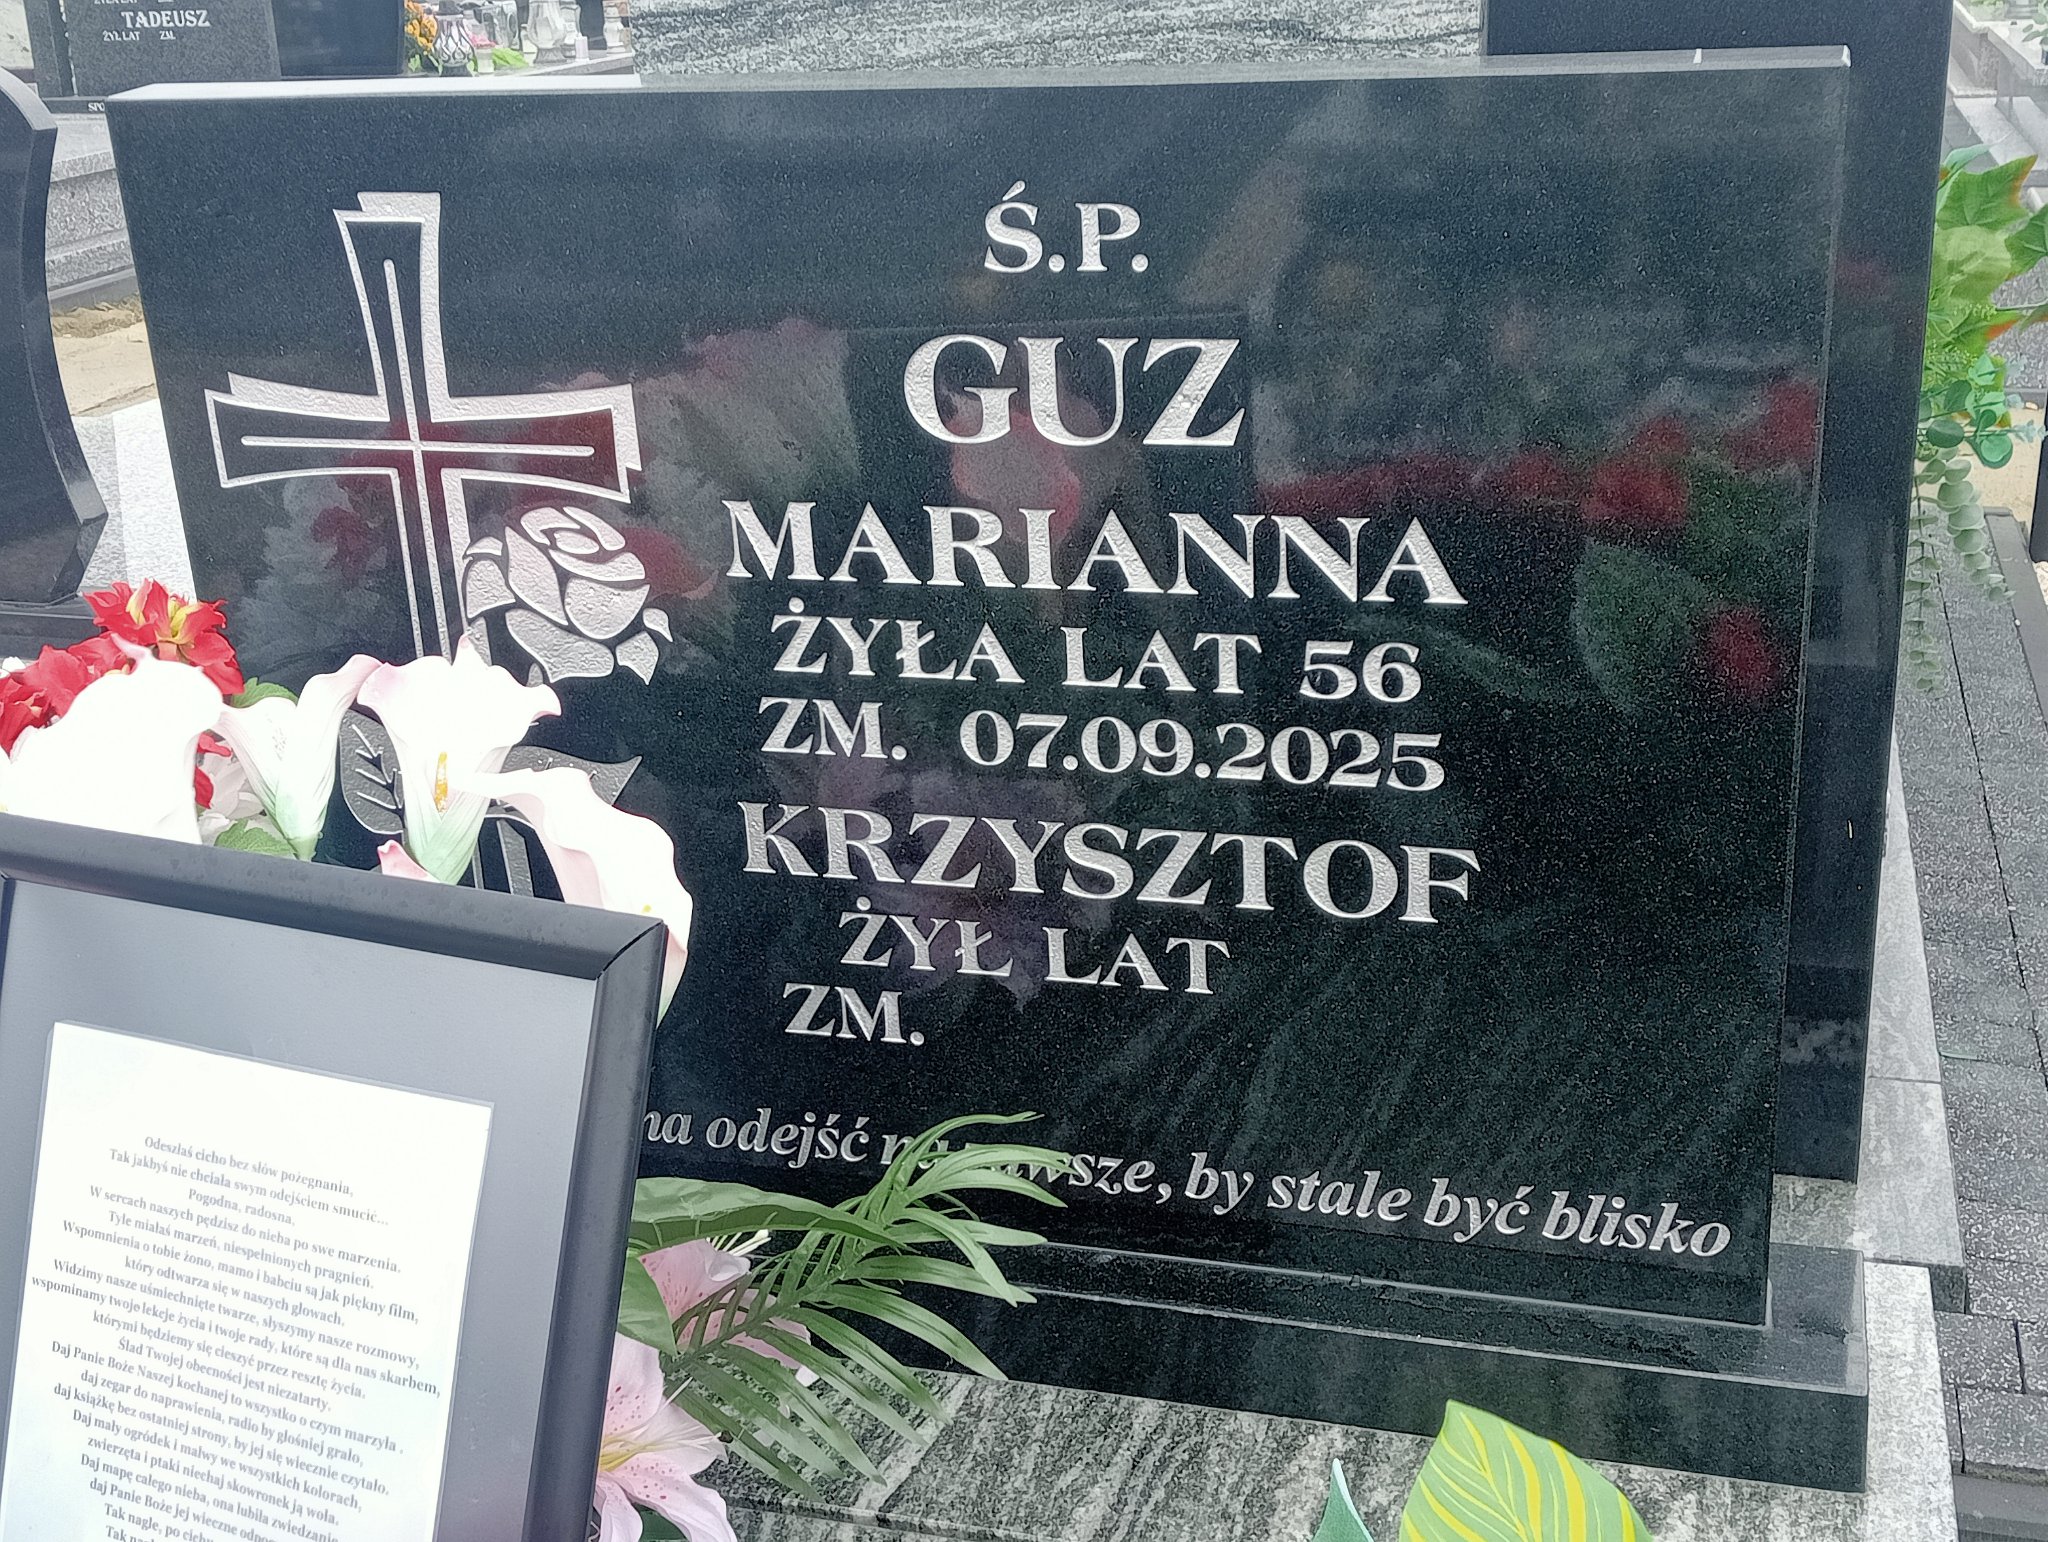 TADEUSZ
ŻYŁ LAT ZM.
Ś.P.
GUZ
MARIANNA
ŻYŁA LAT 56
ZM. 07.09.2025
KRZYSZTOF
ŻYŁ LAT
ZM.
odejść na zawsze, by stale być blisko
Odeszłaś cicho bez słów pożegnania,
Tak jakbyś nie chciała swym odejściem smucić...
Pogodna, radosna,
W sercach naszych pędzisz do nieba po swe marzenia.
Tyle miałaś marzeń, niespełnionych pragnień.
Wspomnienia o tobie żono, mamo i babciu są jak piękny film,
który odtwarza się w naszych głowach.
Widzimy nasze uśmiechnięte twarze, słyszymy nasze rozmowy,
wspominamy twoje lekcje życia i twoje rady, które są dla nas skarbem,
którymi będziemy się cieszyć przez resztę życia.
Ślad Twojej obecności jest niezatarty.
Daj Panie Boże Naszej kochanej to wszystko o czym marzyła ,
daj zegar do naprawienia, radio by głośniej grało,
daj książkę bez ostatniej strony, by jej się wiecznie czytało.
Daj mały ogródek i malwy we wszystkich kolorach,
zwierzęta i ptaki niechaj skowronek ją woła.
Daj mapę całego nieba, ona lubiła zwiedzanie
daj Panie Boże jej wieczne
Tak nagle, po
Tak